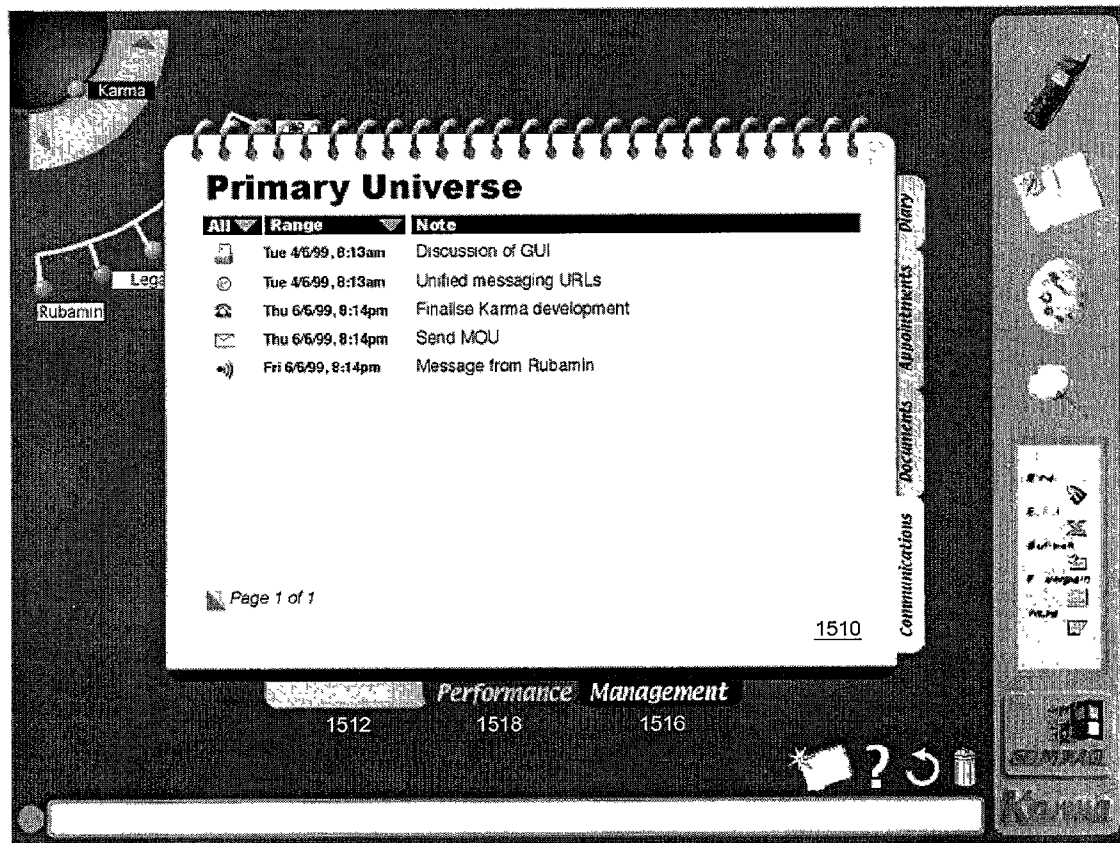 Karma
Primary Universe
All Range Note
Tue 4/6/99, 8:13am Discussion of GUI
Tue 4/6/99, 8:13am Unified messaging URLs
Thu 6/6/99, 8:14pm Finalise Karma development
Thu 6/6/99, 8:14pm Send MOU
Fri 6/6/99, 8:14pm Message from Rubamin
Lega
Rubamin
Diary
Appointments
Documents
Communications
Page 1 of 1
1510
Performance Management
1512 1518 1516
?
COMPAQ
Karma